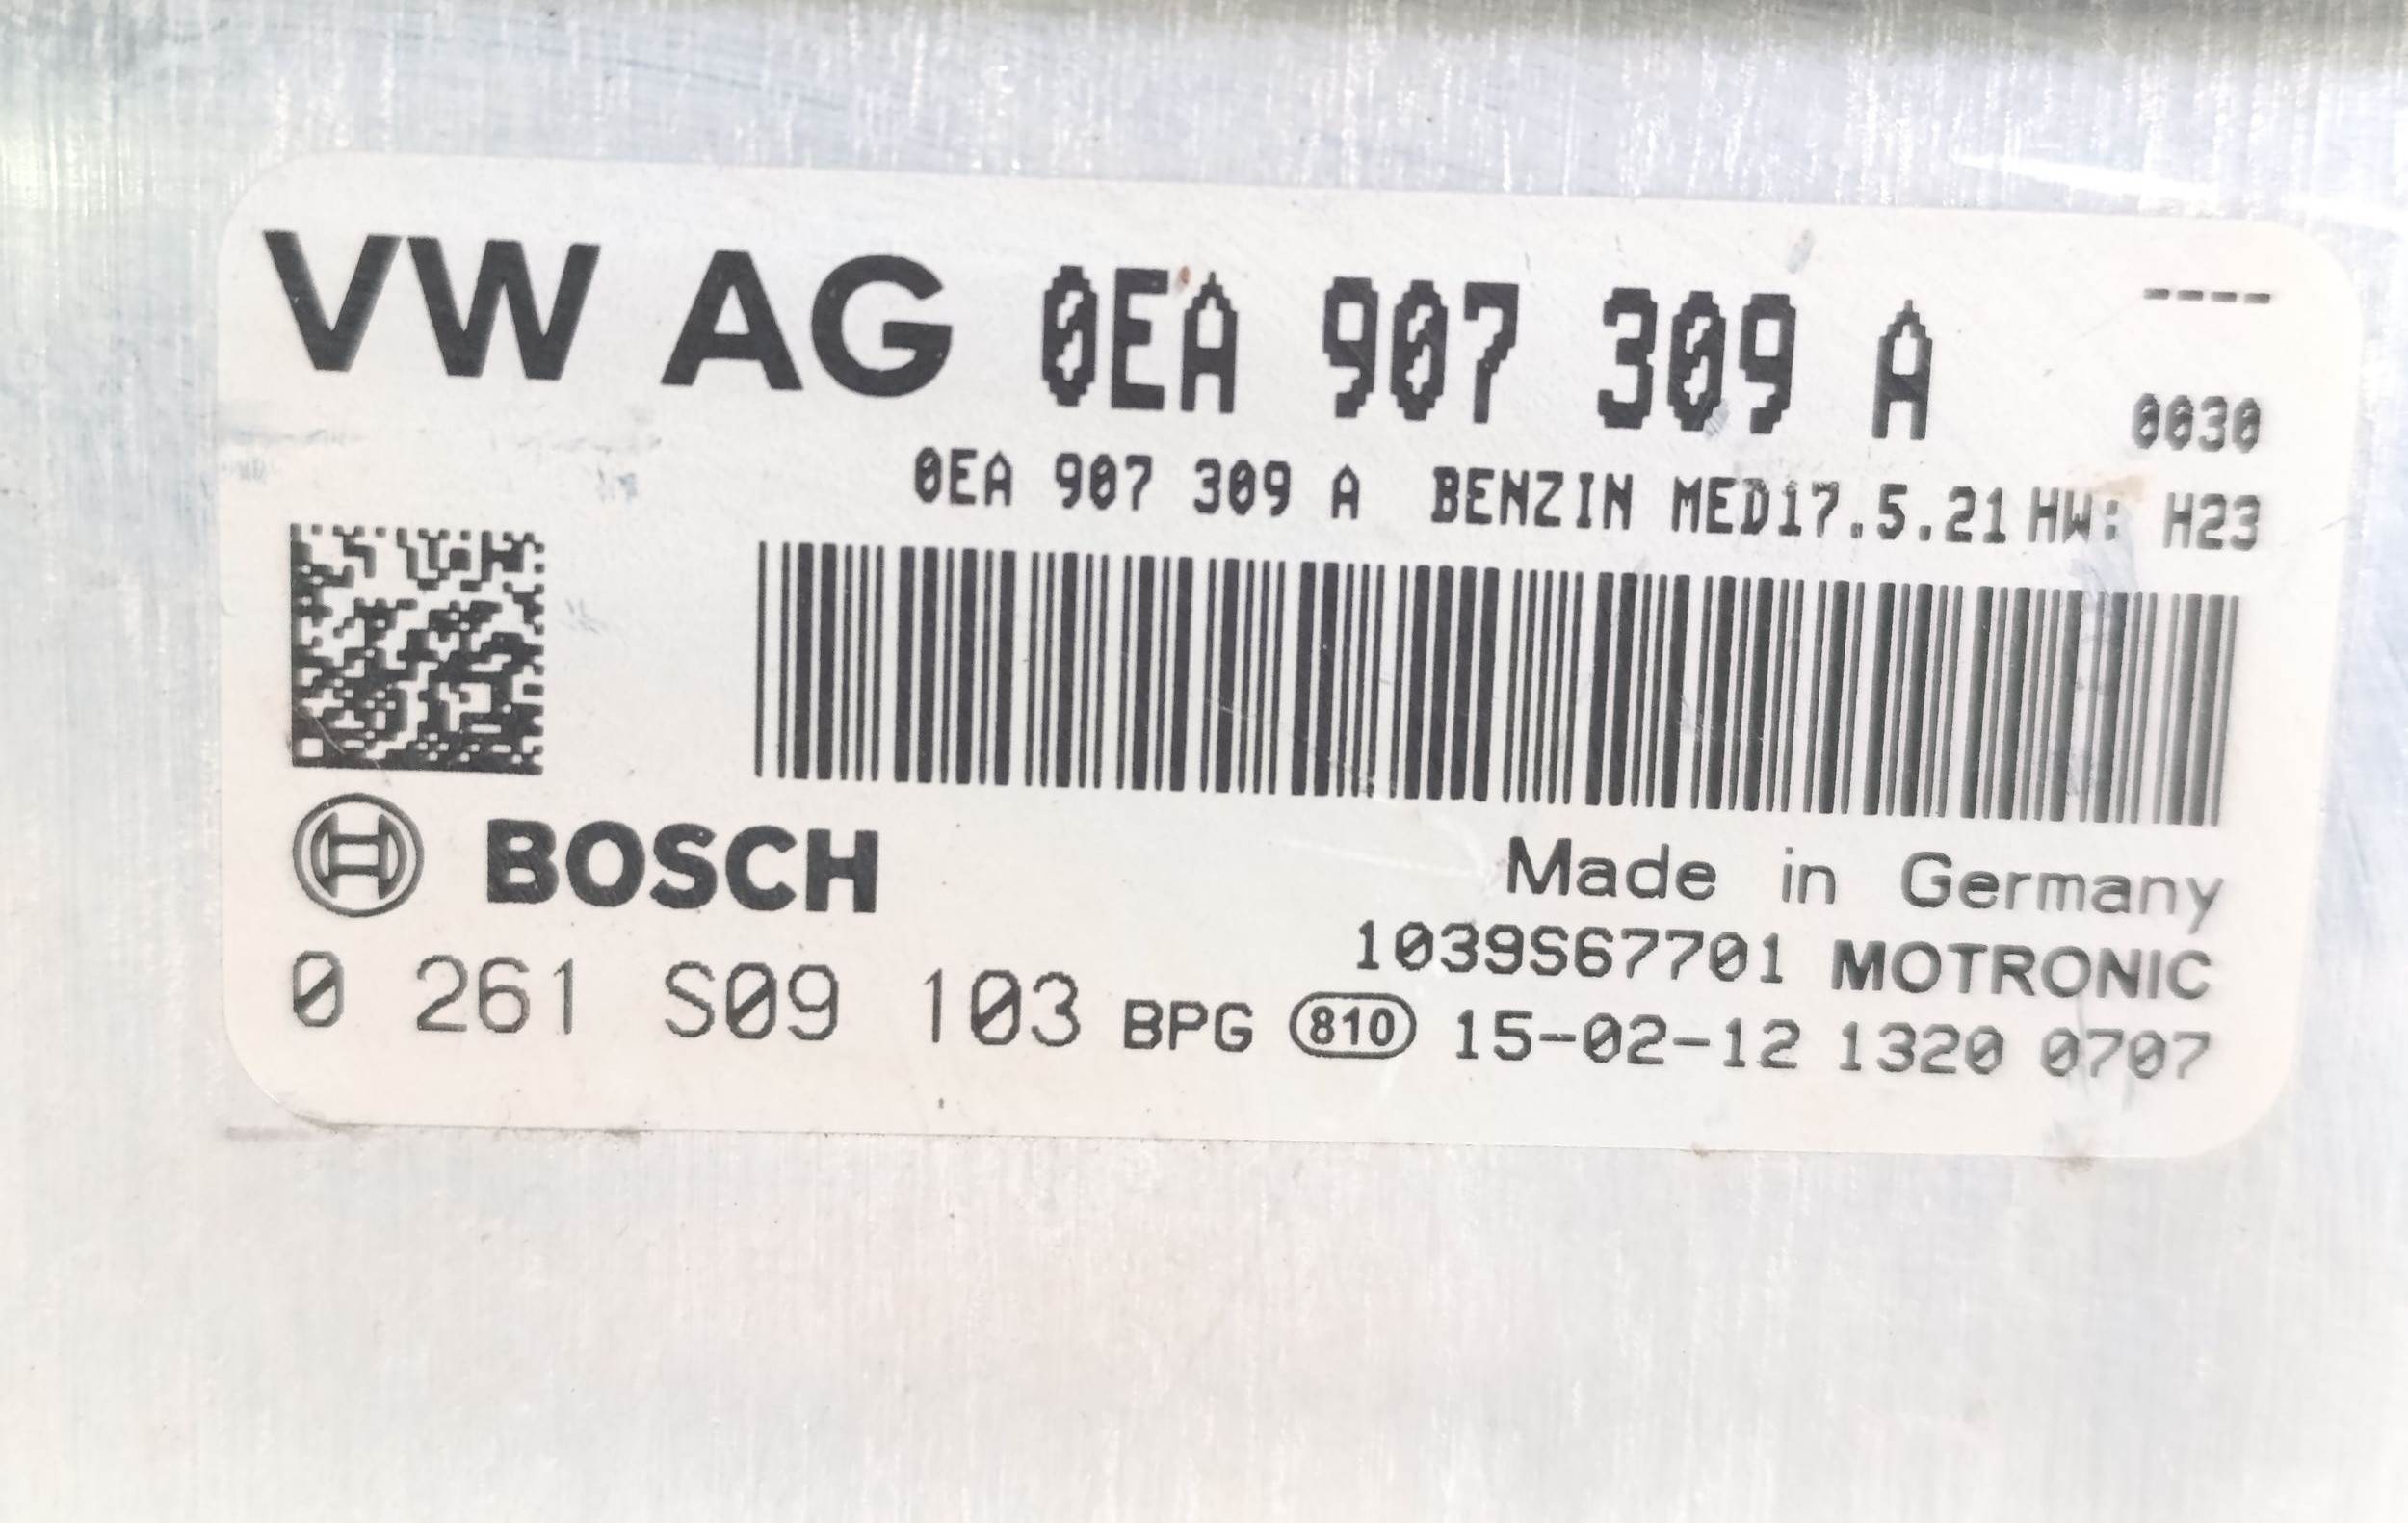 VW AG 0EA 907 309 A ----
0030
0EA 907 309 A BENZIN MED17.5.21 HW: H23
BOSCH
Made in Germany
1039S67701 MOTRONIC
0 261 S09 103 BPG 810 15-02-12 1320 0707